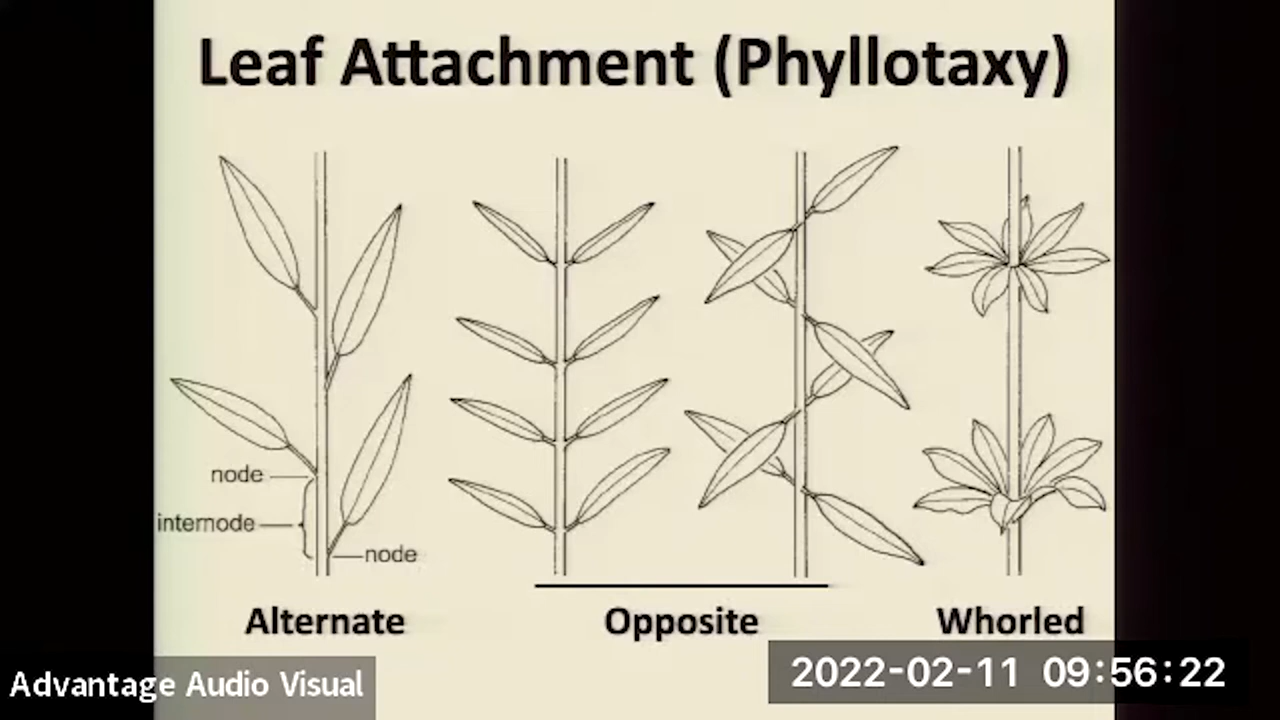 Leaf Attachment (Phyllotaxy)
node
internode
node
Alternate
Opposite
Whorled
Advantage Audio Visual
2022-02-11 09:56:22